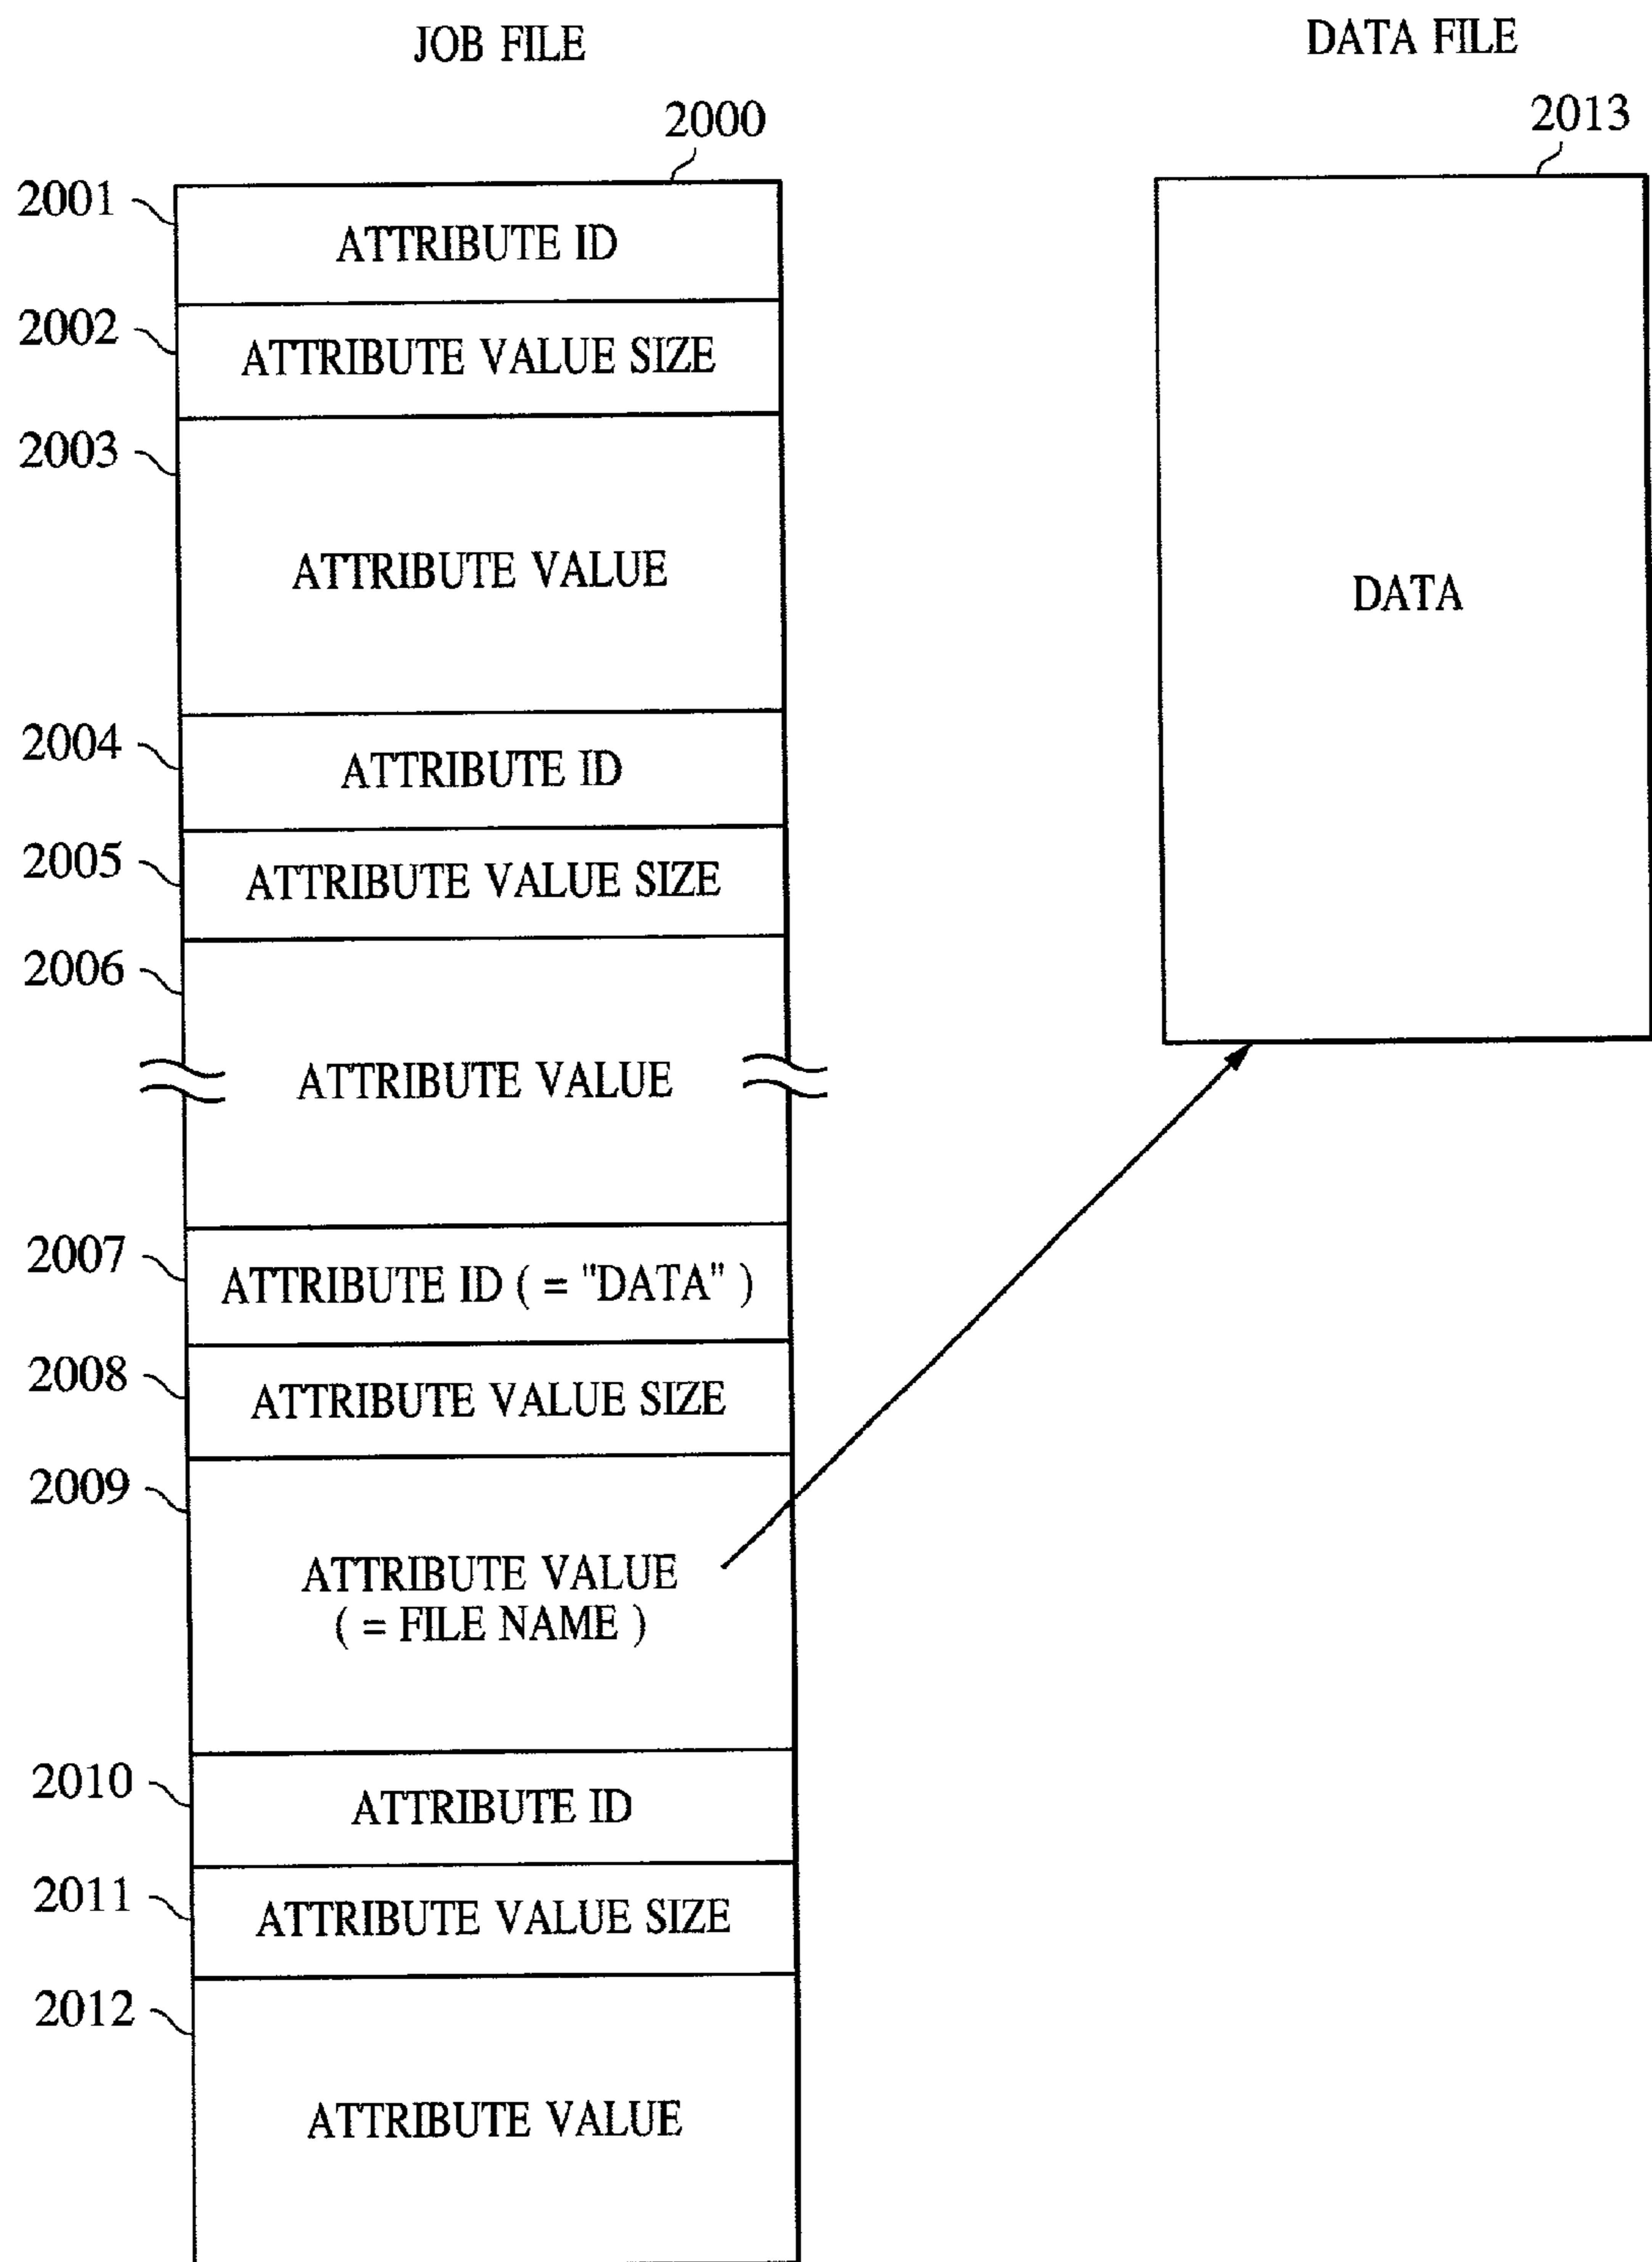 JOB FILE
DATA FILE
2000
2013
2001
ATTRIBUTE ID
2002
ATTRIBUTE VALUE SIZE
2003
ATTRIBUTE VALUE
DATA
2004
ATTRIBUTE ID
2005
ATTRIBUTE VALUE SIZE
2006
ATTRIBUTE VALUE
2007
ATTRIBUTE ID ( = "DATA" )
2008
ATTRIBUTE VALUE SIZE
2009
ATTRIBUTE VALUE
( = FILE NAME )
2010
ATTRIBUTE ID
2011
ATTRIBUTE VALUE SIZE
2012
ATTRIBUTE VALUE